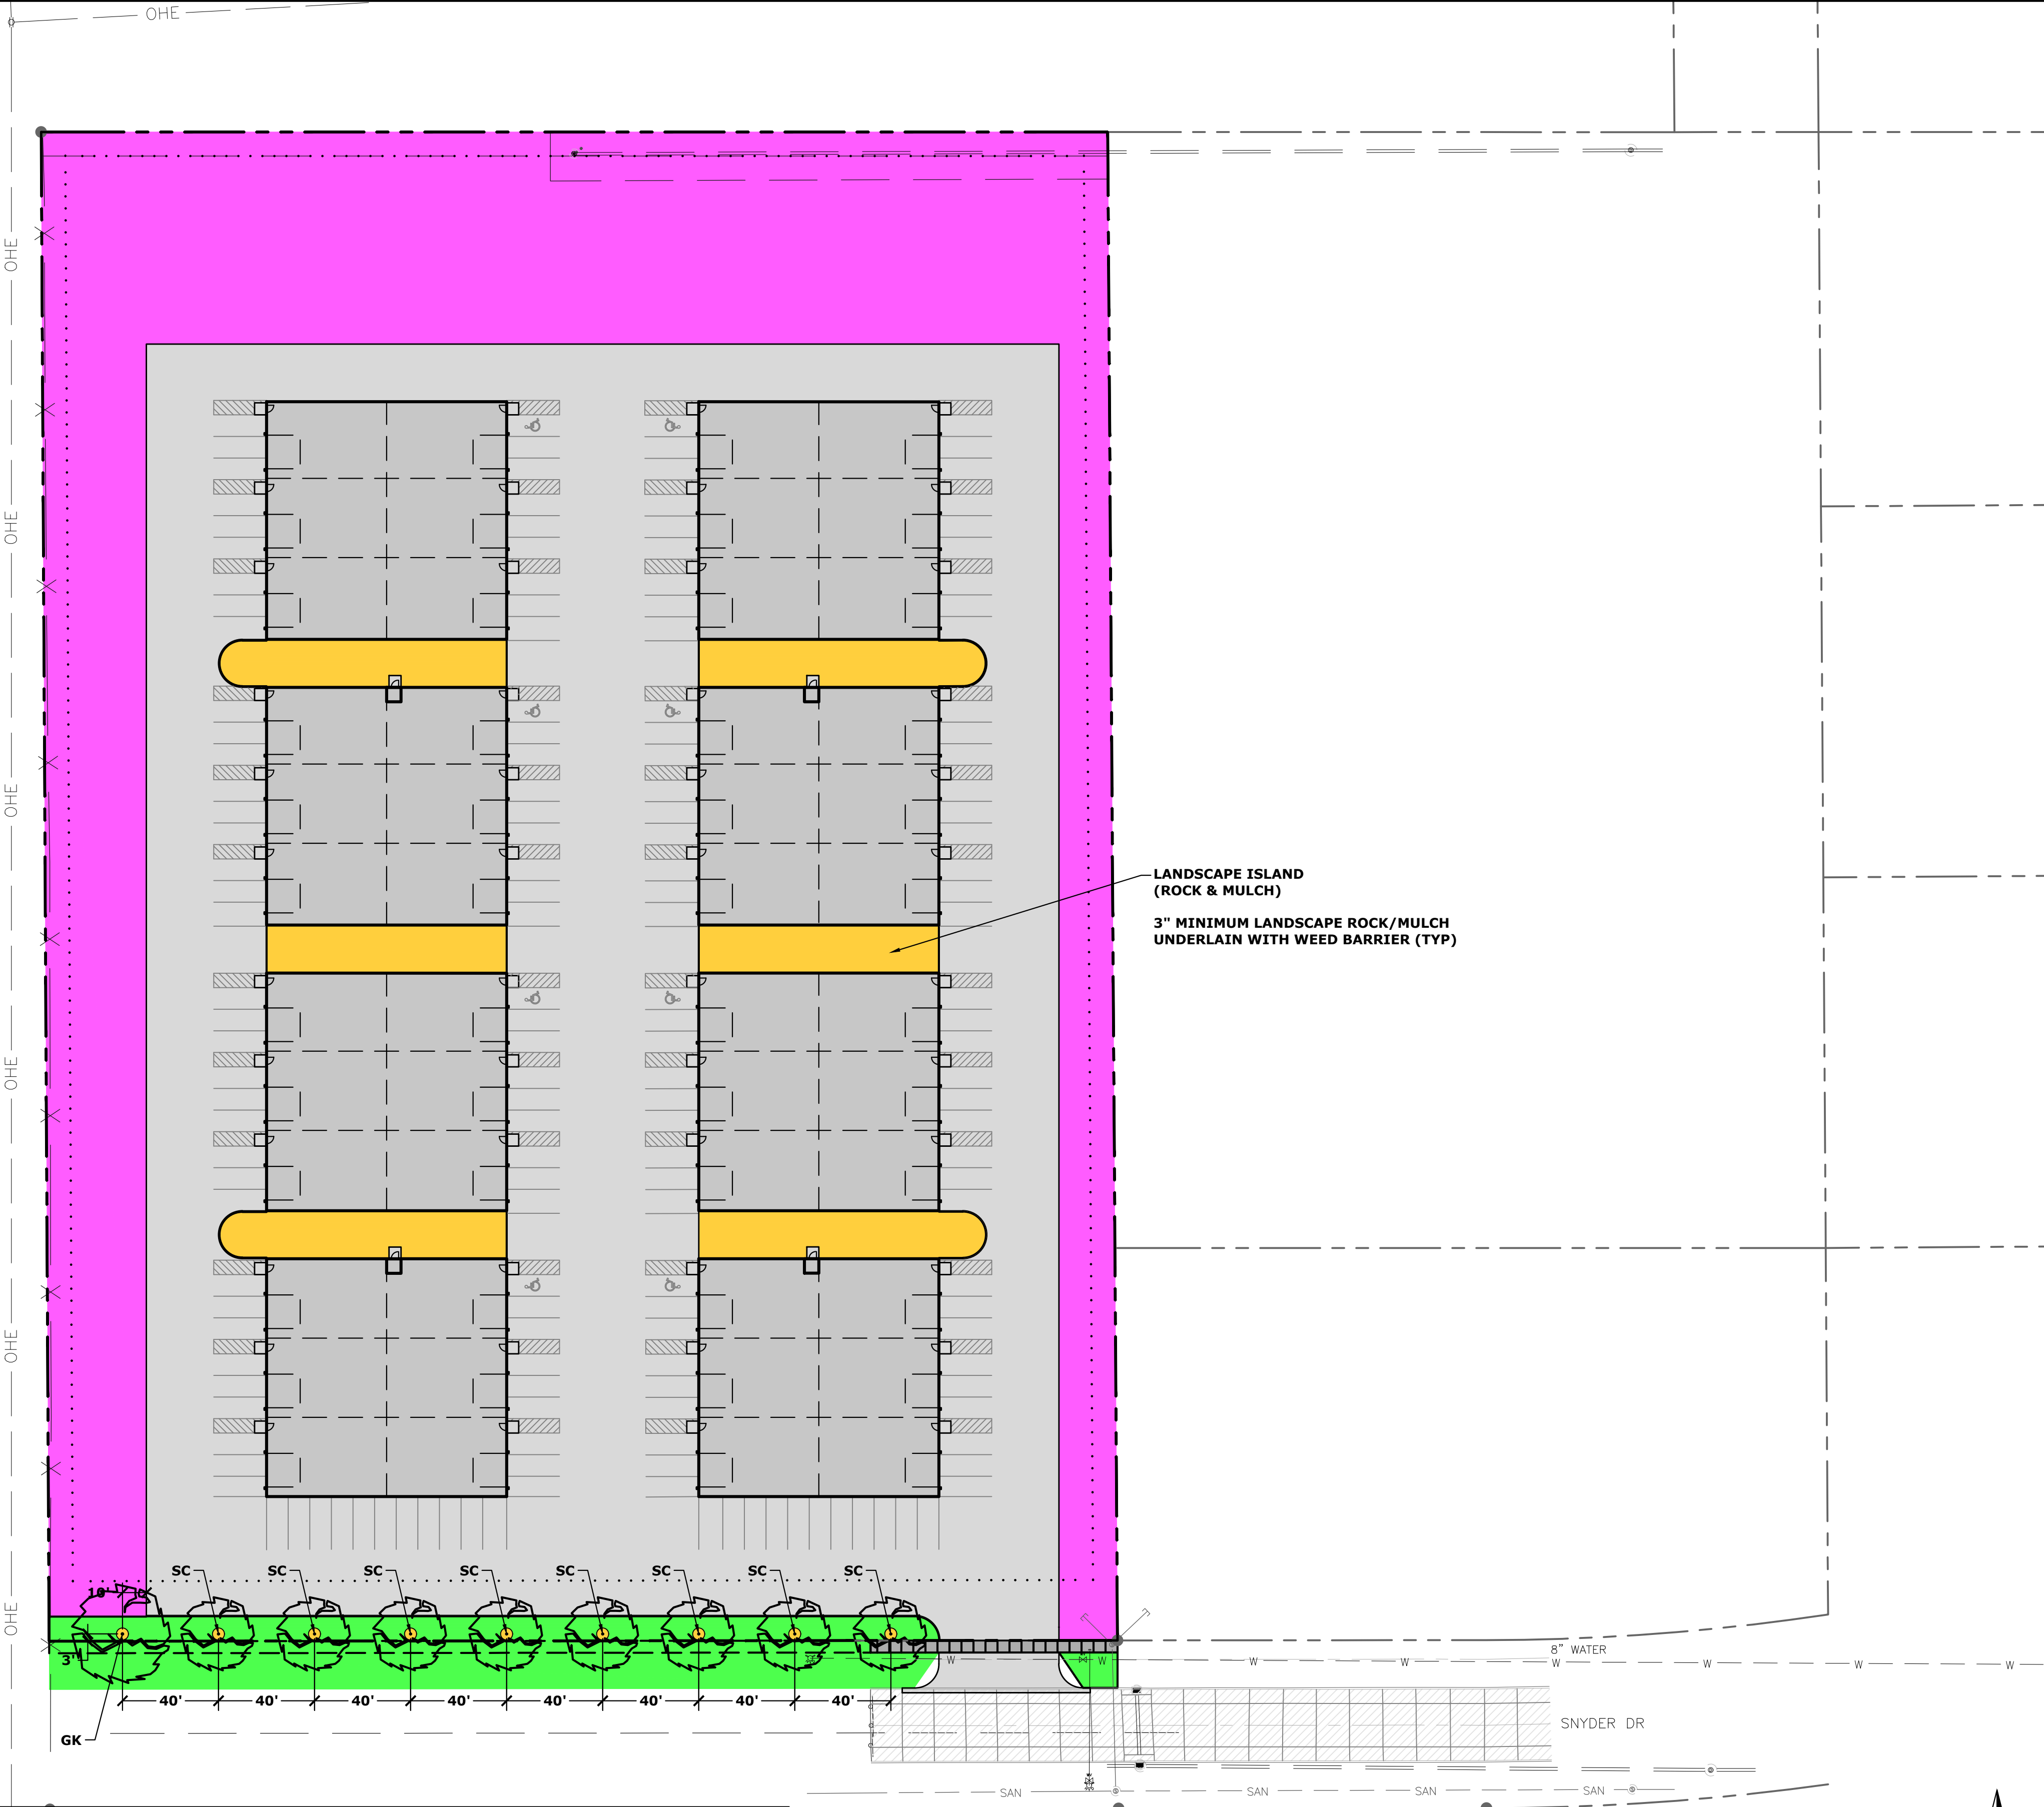 OHE
OHE
OHE
OHE
OHE
OHE
OHE
LANDSCAPE ISLAND
(ROCK & MULCH)
3" MINIMUM LANDSCAPE ROCK/MULCH
UNDERLAIN WITH WEED BARRIER (TYP)
SC SC SC SC SC SC SC SC
10'
3'
8" WATER
W W W W W W W W
40' 40' 40' 40' 40' 40' 40' 40'
GK
SNYDER DR
SAN SAN SAN SAN